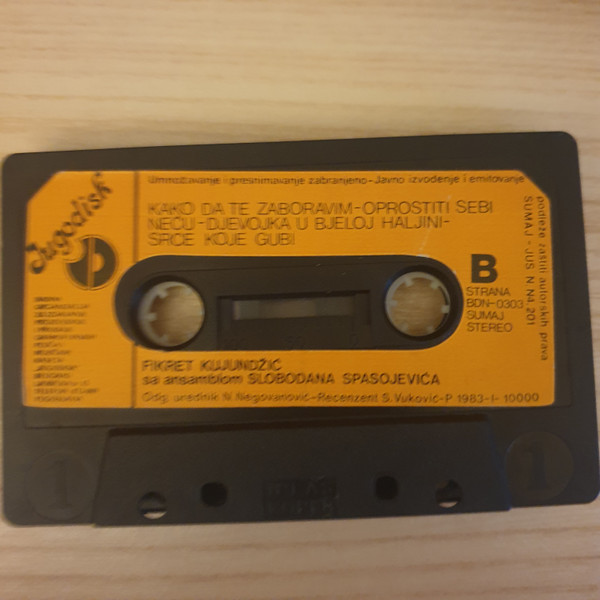 Jugodisk
Umnožavanje i presnimavanje zabranjeno-Javno izvođenje i emitovanje
podleže zaštiti autorskih prava
KAKO DA TE ZABORAVIM-OPROSTITI SEBI
NEĆU-DJEVOJKA U BJELOJ HALJINI-
SRCE KOJE GUBI
SUMAJ - JUS N. N4. 201
B
STRANA
BDN-0303
SUMAJ
STEREO
FIKRET KUJUNDŽIĆ
sa ansamblom SLOBODANA SPASOJEVIĆA
Odg. urednik N. Negovanović-Recenzent S. Vuković-P 1983-I- 10000
1
1